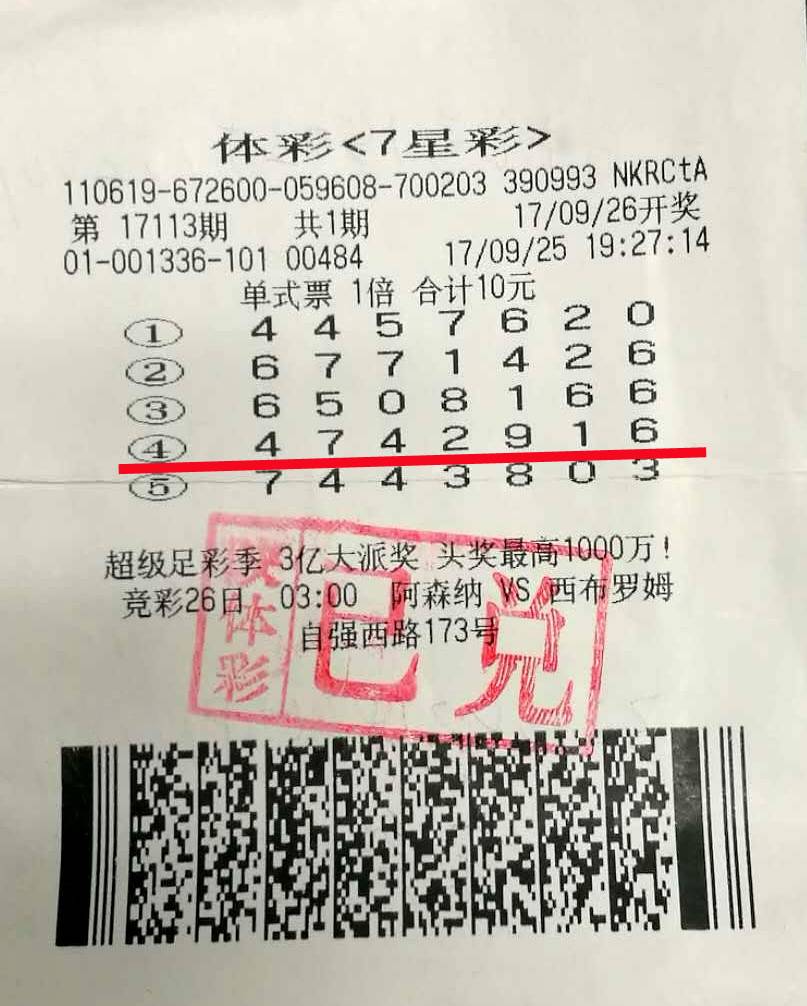 体彩<7星彩>
110619-672600-059608-700203 390993 NKRCtA
第 17113期 共1期 17/09/26开奖
01-001336-101 00484 17/09/25 19:27:14
单式票 1倍 合计10元
① 4 4 5 7 6 2 0
② 6 7 7 1 4 2 6
③ 6 5 0 8 1 6 6
④ 4 7 4 2 9 1 6
⑤ 7 4 4 3 8 0 3
超级足彩季 3亿大派奖 头奖最高1000万!
竞彩26日 03:00 阿森纳 VS 西布罗姆
自强西路173号
体彩
已兑